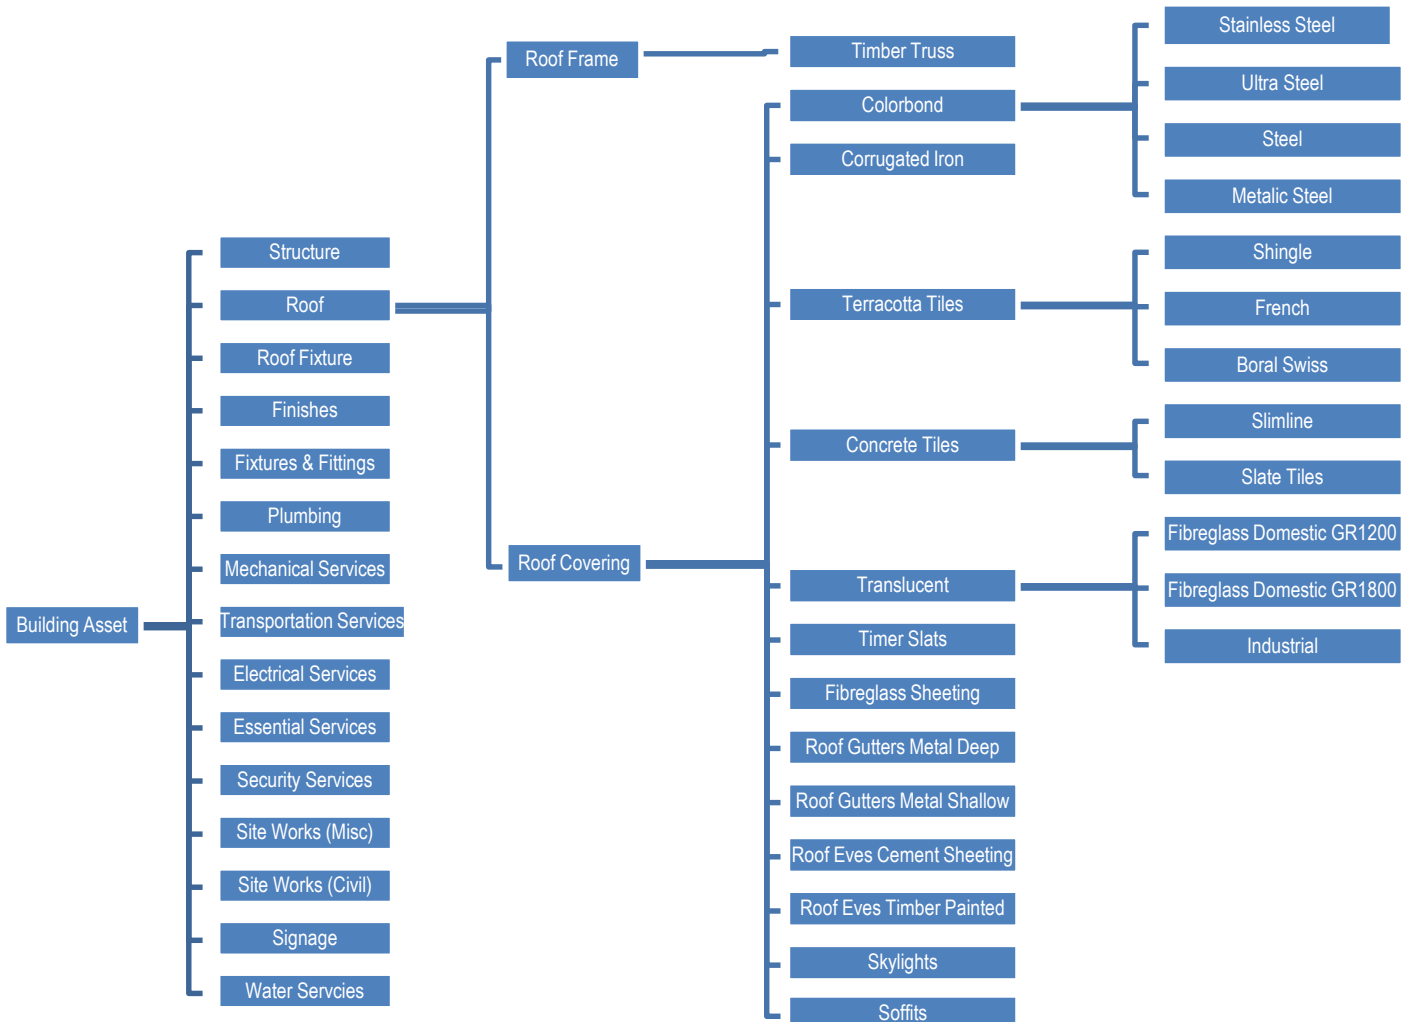 Building Asset
Structure
Roof
Roof Fixture
Finishes
Fixtures & Fittings
Plumbing
Mechanical Services
Transportation Services
Electrical Services
Essential Services
Security Services
Site Works (Misc)
Site Works (Civil)
Signage
Water Servcies
Roof Frame
Roof Covering
Timber Truss
Colorbond
Corrugated Iron
Terracotta Tiles
Concrete Tiles
Translucent
Timer Slats
Fibreglass Sheeting
Roof Gutters Metal Deep
Roof Gutters Metal Shallow
Roof Eves Cement Sheeting
Roof Eves Timber Painted
Skylights
Soffits
Stainless Steel
Ultra Steel
Steel
Metalic Steel
Shingle
French
Boral Swiss
Slimline
Slate Tiles
Fibreglass Domestic GR1200
Fibreglass Domestic GR1800
Industrial